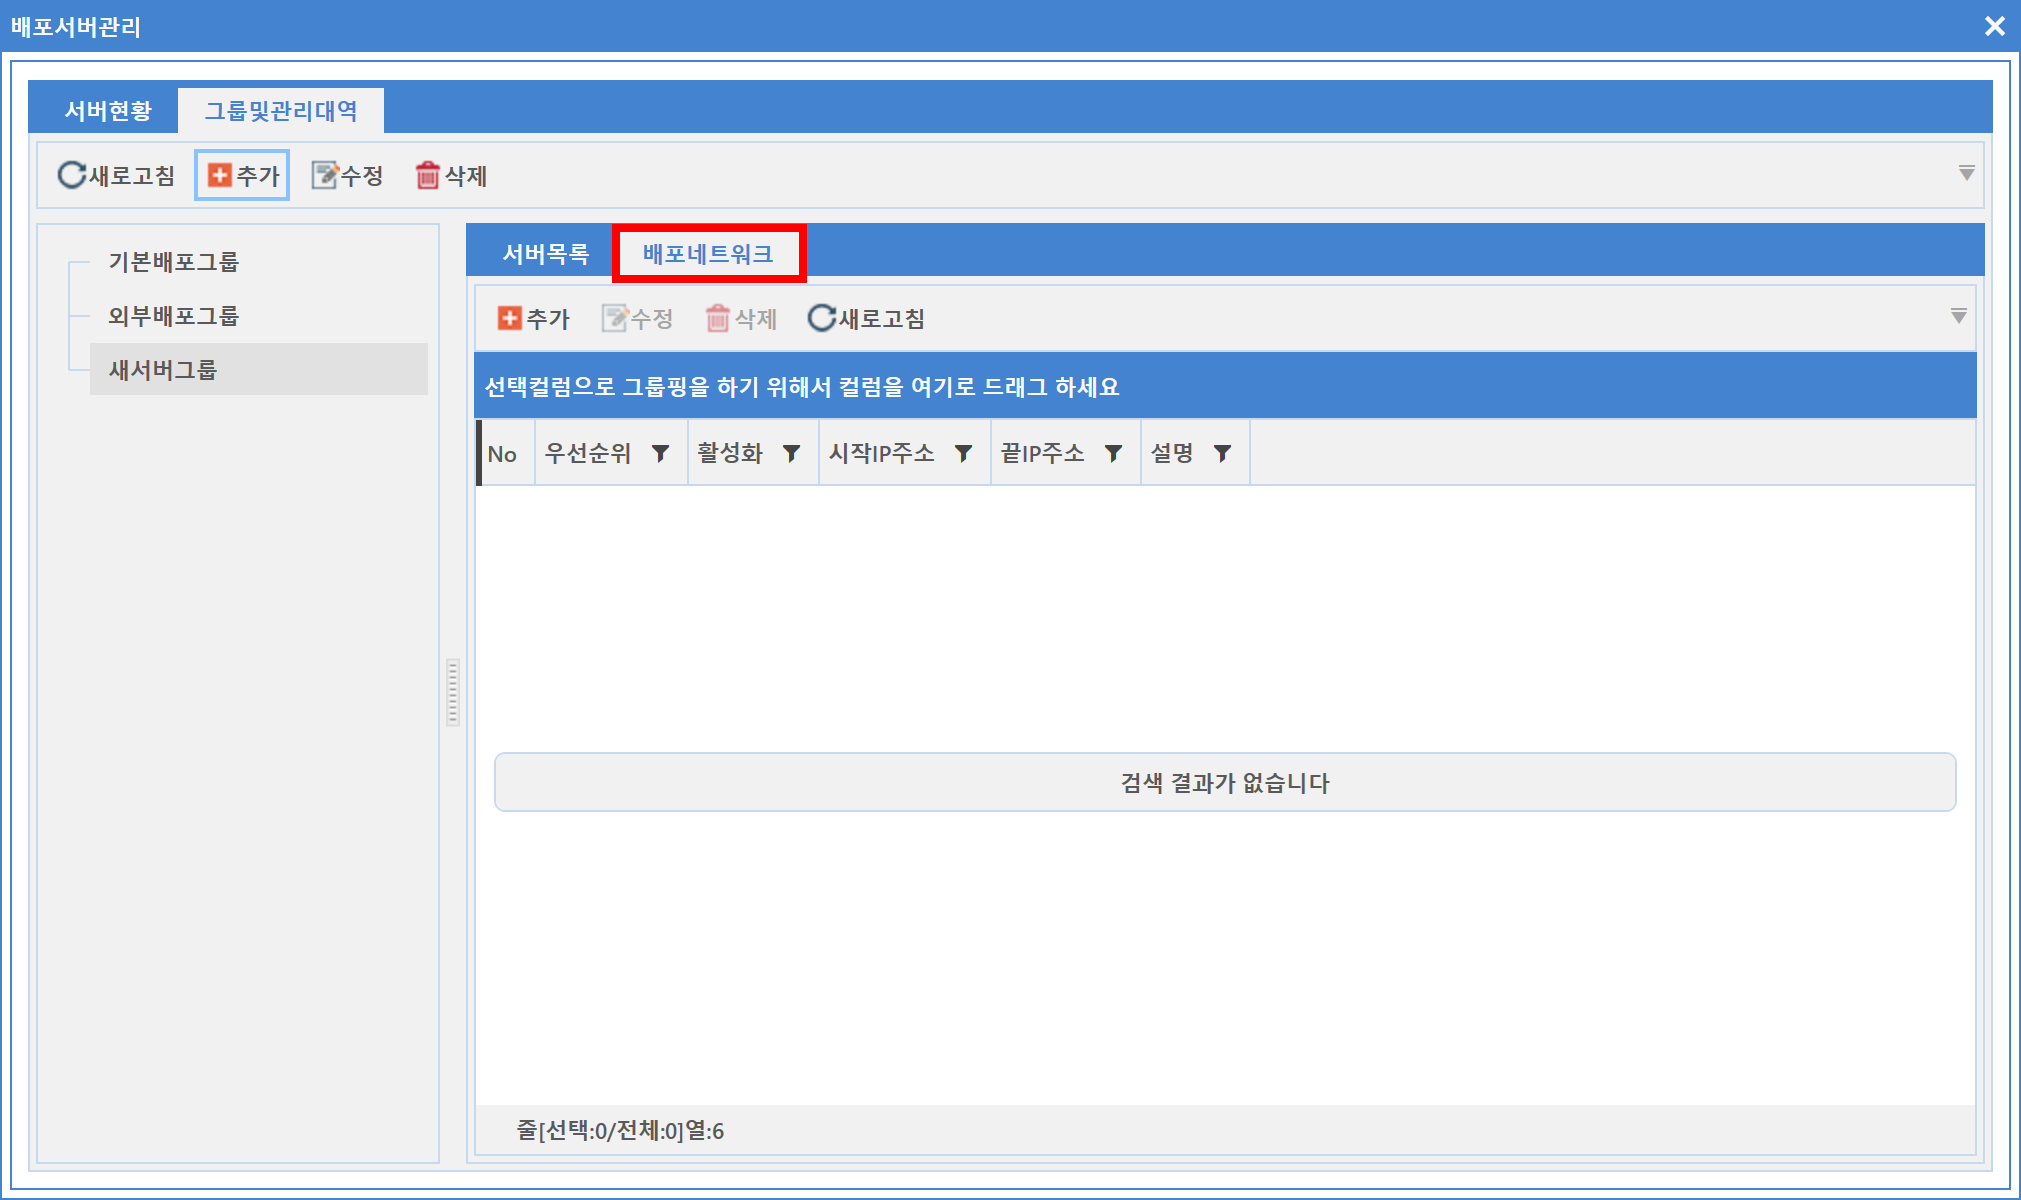 배포서버관리
서버현황 그룹및관리대역
새로고침 추가 수정 삭제
기본배포그룹
외부배포그룹
새서버그룹
서버목록 배포네트워크
추가 수정 삭제 새로고침
선택컬럼으로 그룹핑을 하기 위해서 컬럼을 여기로 드래그 하세요
No 우선순위 활성화 시작IP주소 끝IP주소 설명
검색 결과가 없습니다
줄[선택:0/전체:0]열:6